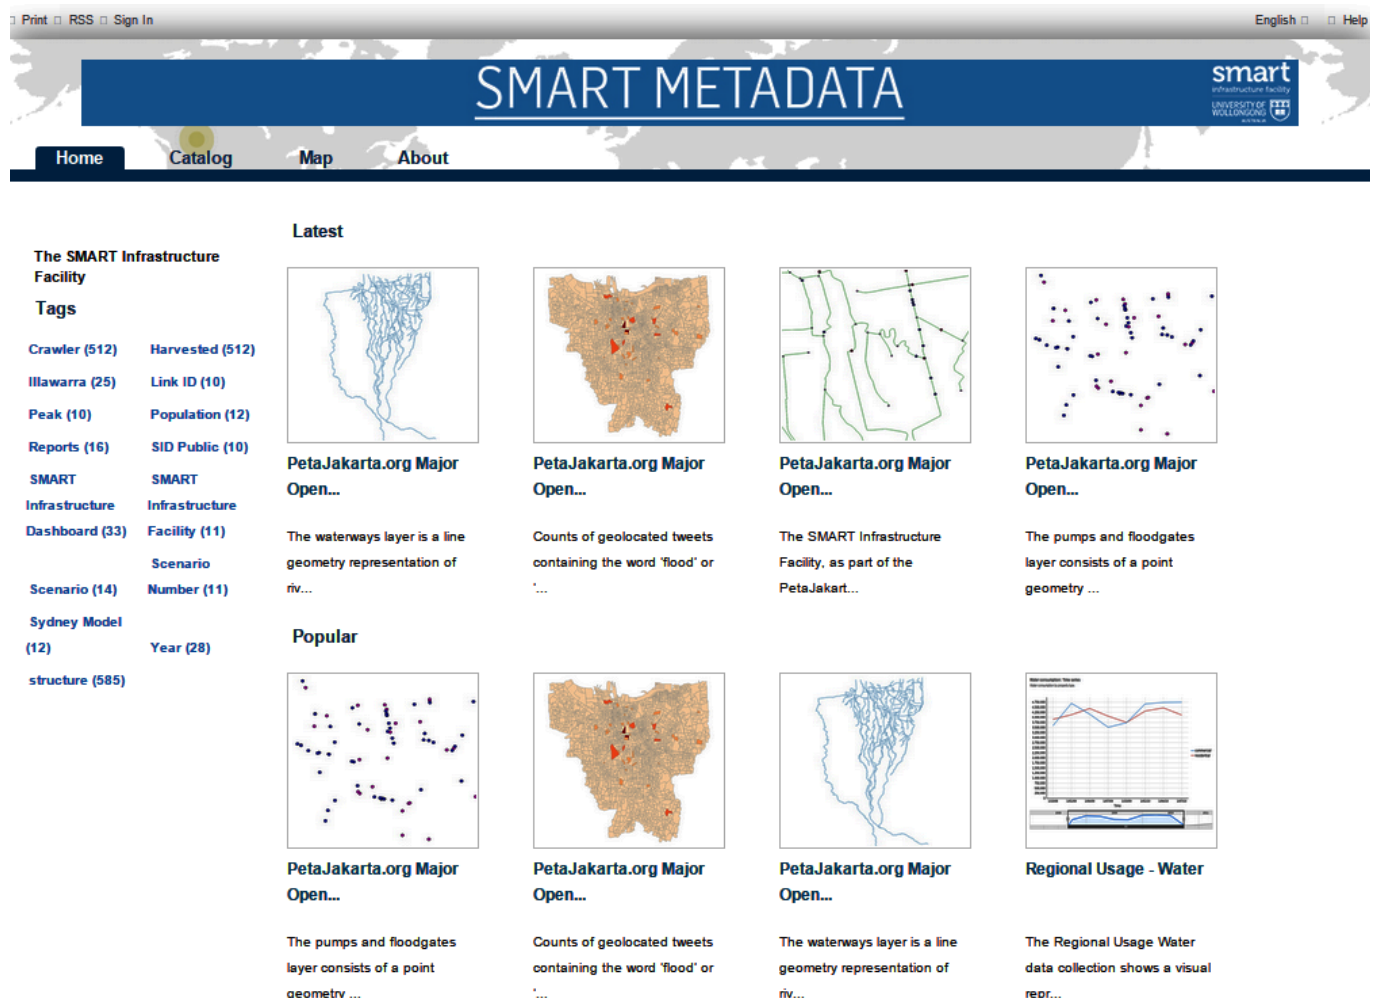 Print RSS Sign In
English Help
SMART METADATA
smart
infrastructure facility
UNIVERSITY OF
WOLLONGONG
AUSTRALIA
Home Catalog Map About
Latest
The SMART Infrastructure
Facility
Tags
Crawler (512) Harvested (512)
Illawarra (25) Link ID (10)
Peak (10) Population (12)
Reports (16) SID Public (10)
SMART
Infrastructure
Dashboard (33)
SMART
Infrastructure
Facility (11)
Scenario (14)
Scenario
Number (11)
Sydney Model
(12)
Year (28)
structure (585)
PetaJakarta.org Major
Open...
The waterways layer is a line
geometry representation of
riv...
PetaJakarta.org Major
Open...
Counts of geolocated tweets
containing the word 'flood' or
'...
PetaJakarta.org Major
Open...
The SMART Infrastructure
Facility, as part of the
PetaJakart...
PetaJakarta.org Major
Open...
The pumps and floodgates
layer consists of a point
geometry ...
Popular
PetaJakarta.org Major
Open...
The pumps and floodgates
layer consists of a point
geometry ...
PetaJakarta.org Major
Open...
Counts of geolocated tweets
containing the word 'flood' or
'...
PetaJakarta.org Major
Open...
The waterways layer is a line
geometry representation of
riv...
Regional Usage - Water
The Regional Usage Water
data collection shows a visual
repr...